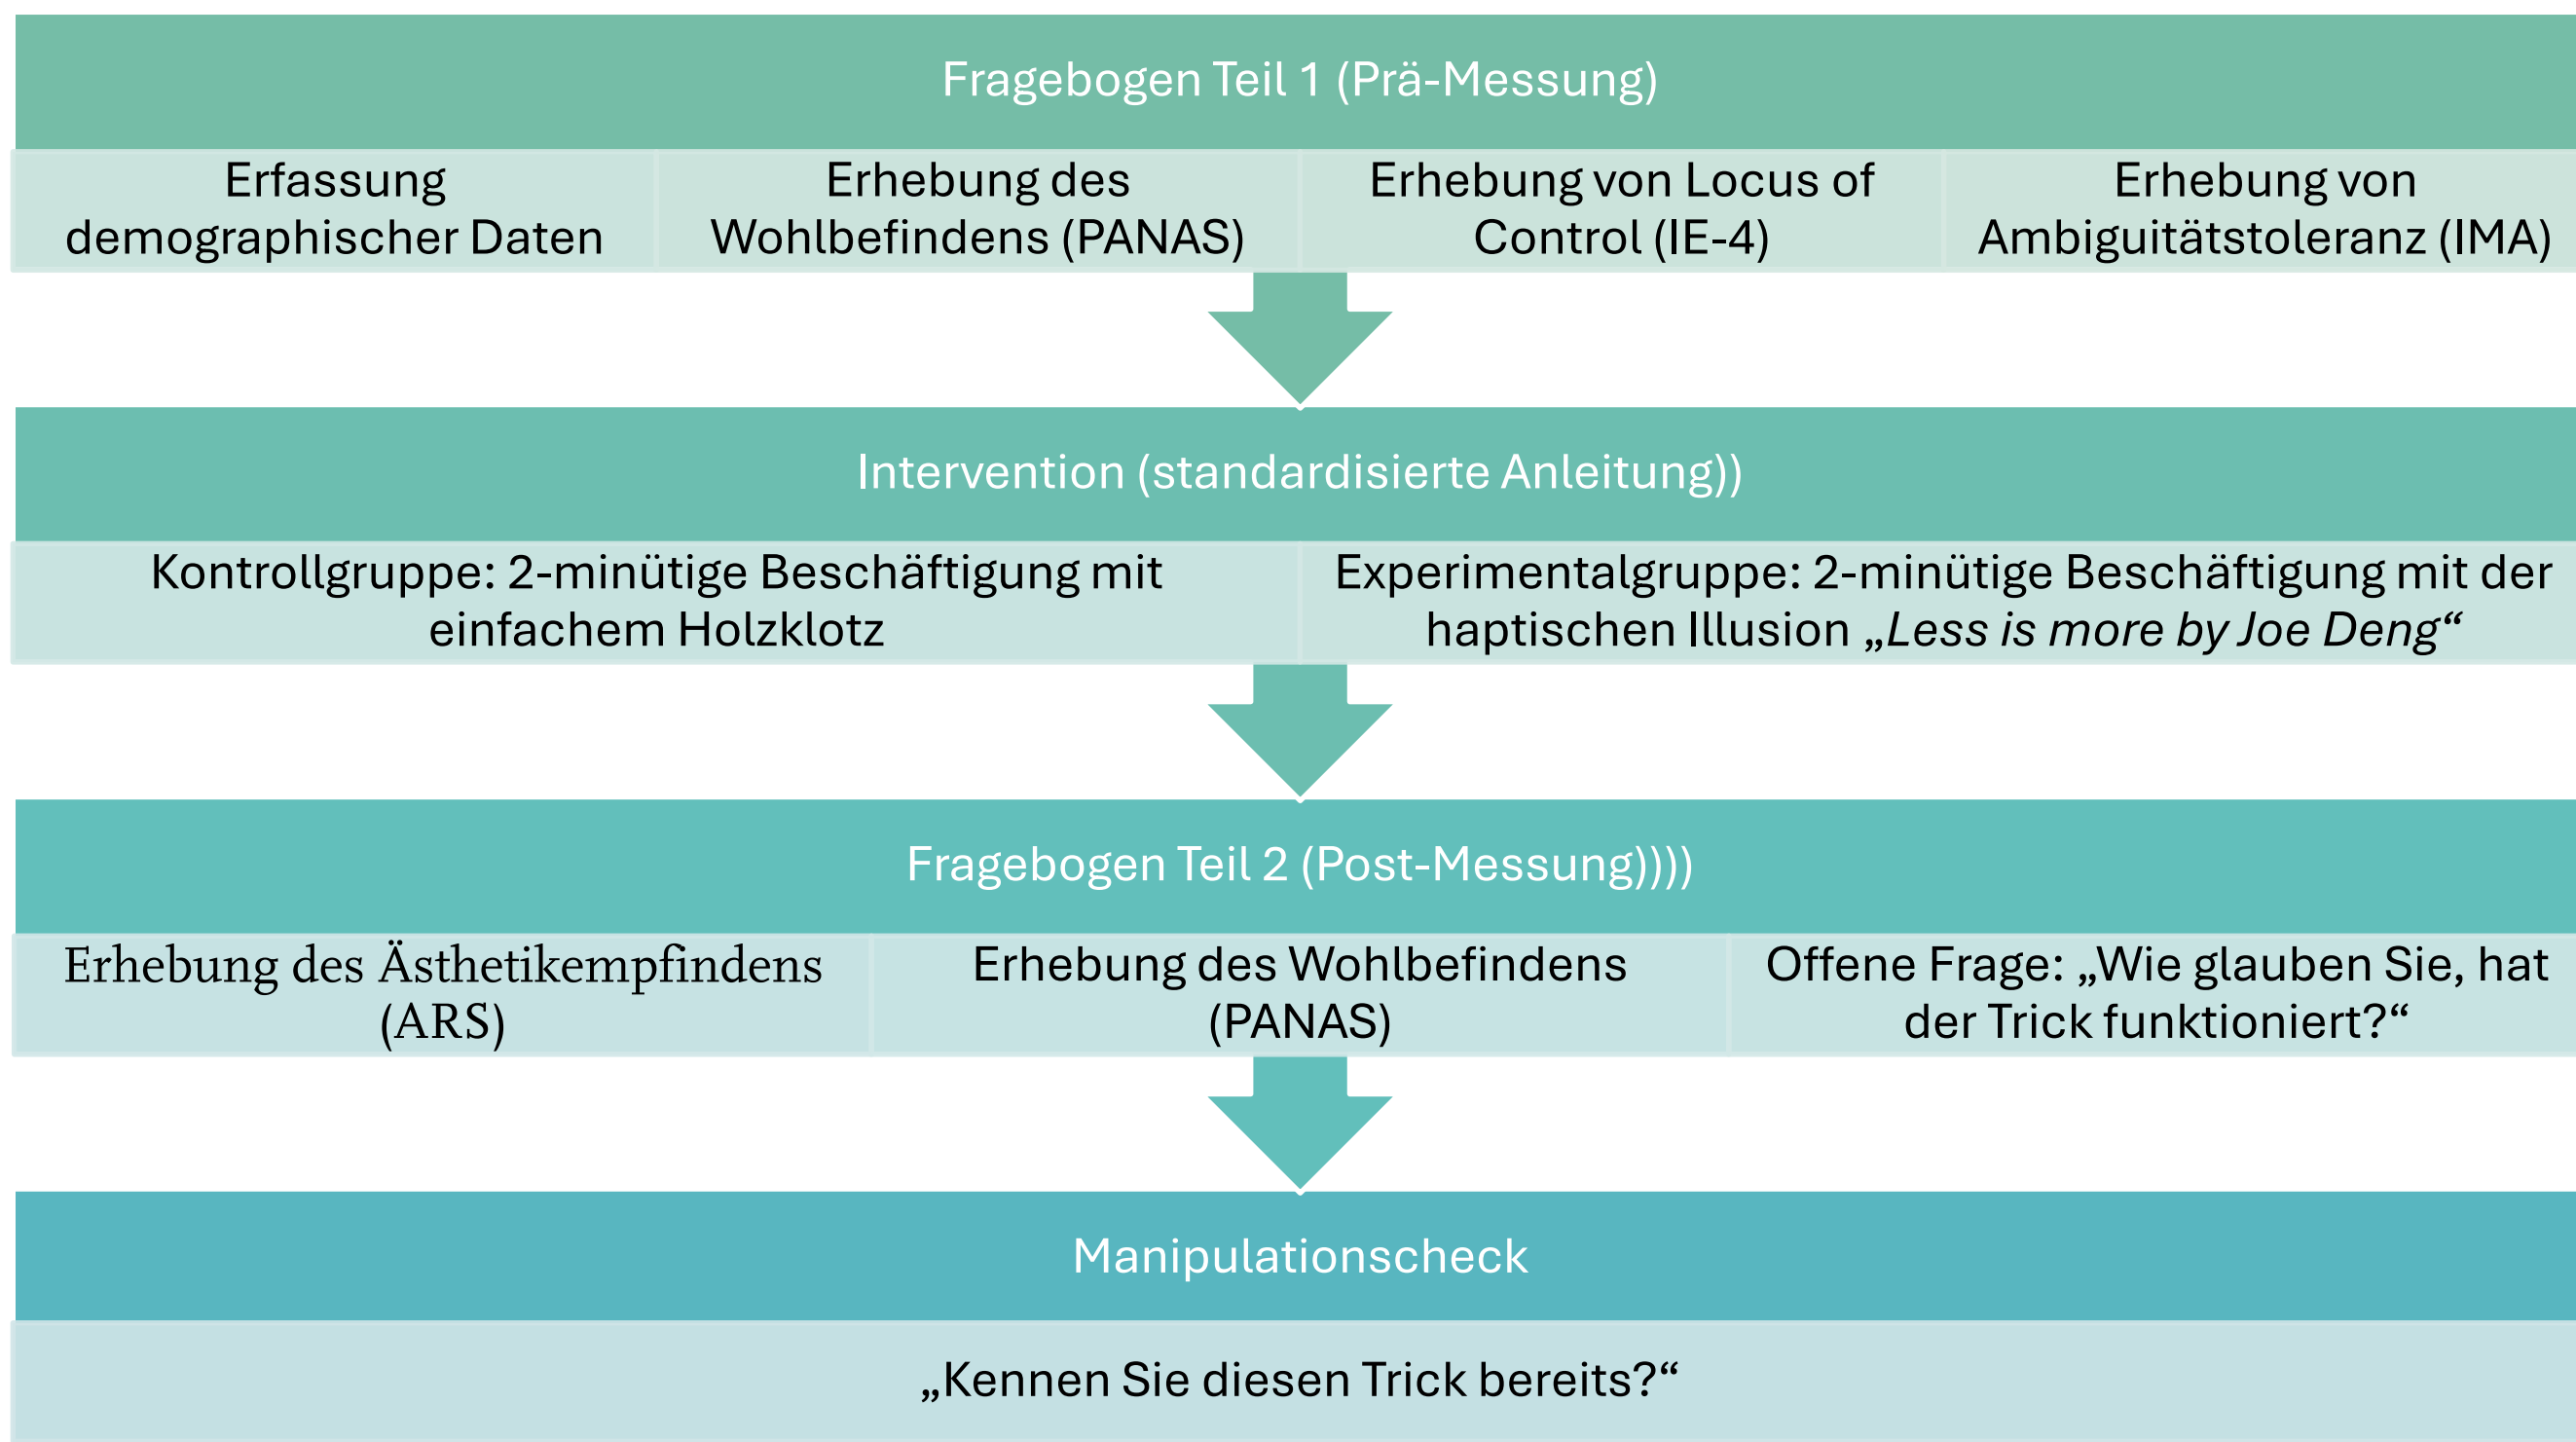 Fragebogen Teil 1 (Prä-Messung)
Erfassung
demographischer Daten
Erhebung des
Wohlbefindens (PANAS)
Erhebung von Locus of
Control (IE-4)
Erhebung von
Ambiguitätstoleranz (IMA)
Intervention (standardisierte Anleitung))
Kontrollgruppe: 2-minütige Beschäftigung mit
einfachem Holzklotz
Experimentalgruppe: 2-minütige Beschäftigung mit der
haptischen Illusion „Less is more by Joe Deng“
Fragebogen Teil 2 (Post-Messung))))
Erhebung des Ästhetikempfindens
(ARS)
Erhebung des Wohlbefindens
(PANAS)
Offene Frage: „Wie glauben Sie, hat
der Trick funktioniert?“
Manipulationscheck
„Kennen Sie diesen Trick bereits?“